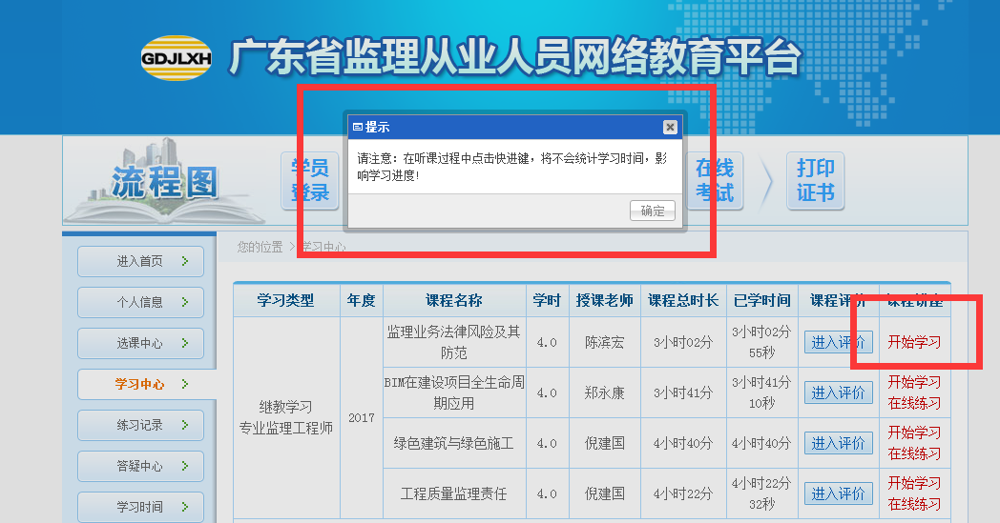 GDJLXH
广东省监理从业人员网络教育平台
提示
请注意：在听课过程中点击快进键，将不会统计学习时间，影
响学习进度!
确定
流程图
学员
登录
在线
考试
打印
证书
您的位置 > 学习中心
进入首页
个人信息
选课中心
学习中心
练习记录
答疑中心
学习时间
学习类型 年度 课程名称 学时 授课老师 课程总时长 已学时间 课程评价 课程讲座
继教学习
专业监理工程师
2017
监理业务法律风险及其
防范
4.0 陈滨宏 3小时02分
3小时02分
55秒
进入评价 开始学习
BIM在建设项目全生命周
期应用
4.0 郑永康 3小时41分
3小时41分
10秒
进入评价
开始学习
在线练习
绿色建筑与绿色施工 4.0 倪建国 4小时40分 4小时40分 进入评价
开始学习
在线练习
工程质量监理责任 4.0 倪建国 4小时22分
4小时22分
32秒
进入评价
开始学习
在线练习